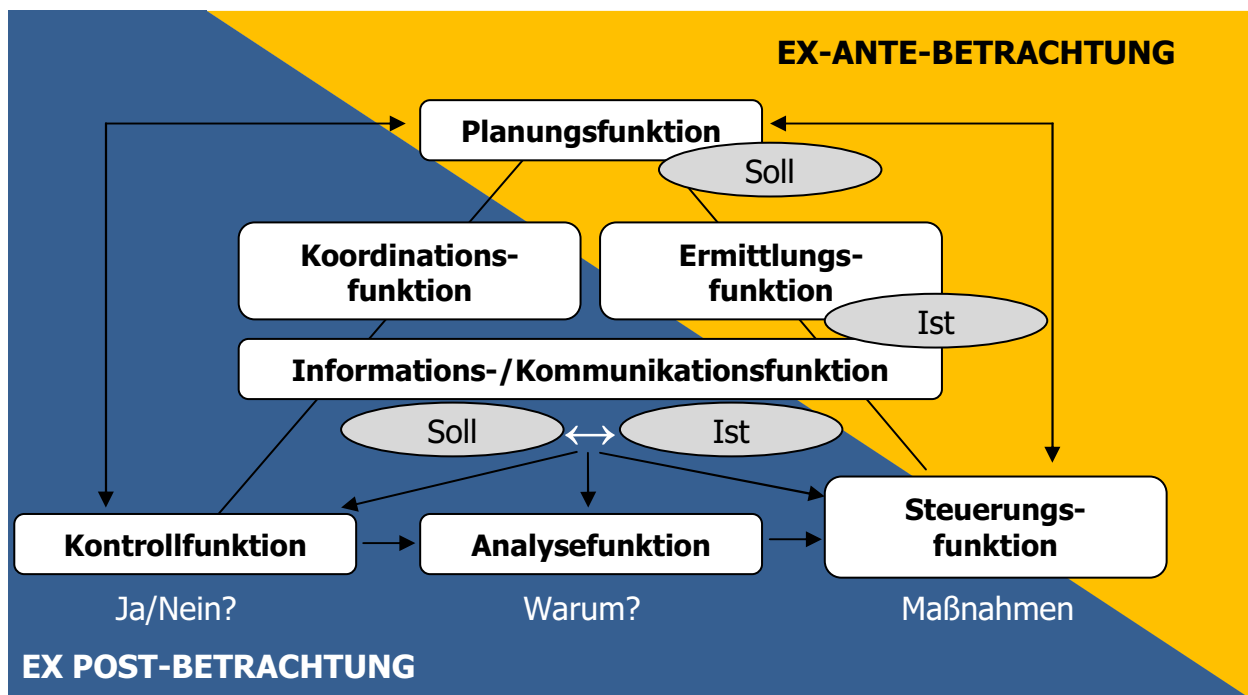 EX-ANTE-BETRACHTUNG
Planungsfunktion
Soll
Koordinations-
funktion
Ermittlungs-
funktion
Ist
Informations-/Kommunikationsfunktion
Soll
Ist
Kontrollfunktion
Analysefunktion
Steuerungs-
funktion
Ja/Nein?
Warum?
Maßnahmen
EX POST-BETRACHTUNG